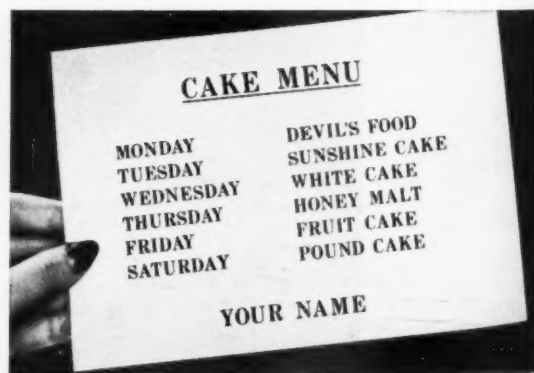 CAKE MENU
MONDAY DEVIL'S FOOD
TUESDAY SUNSHINE CAKE
WEDNESDAY WHITE CAKE
THURSDAY HONEY MALT
FRIDAY FRUIT CAKE
SATURDAY POUND CAKE
YOUR NAME